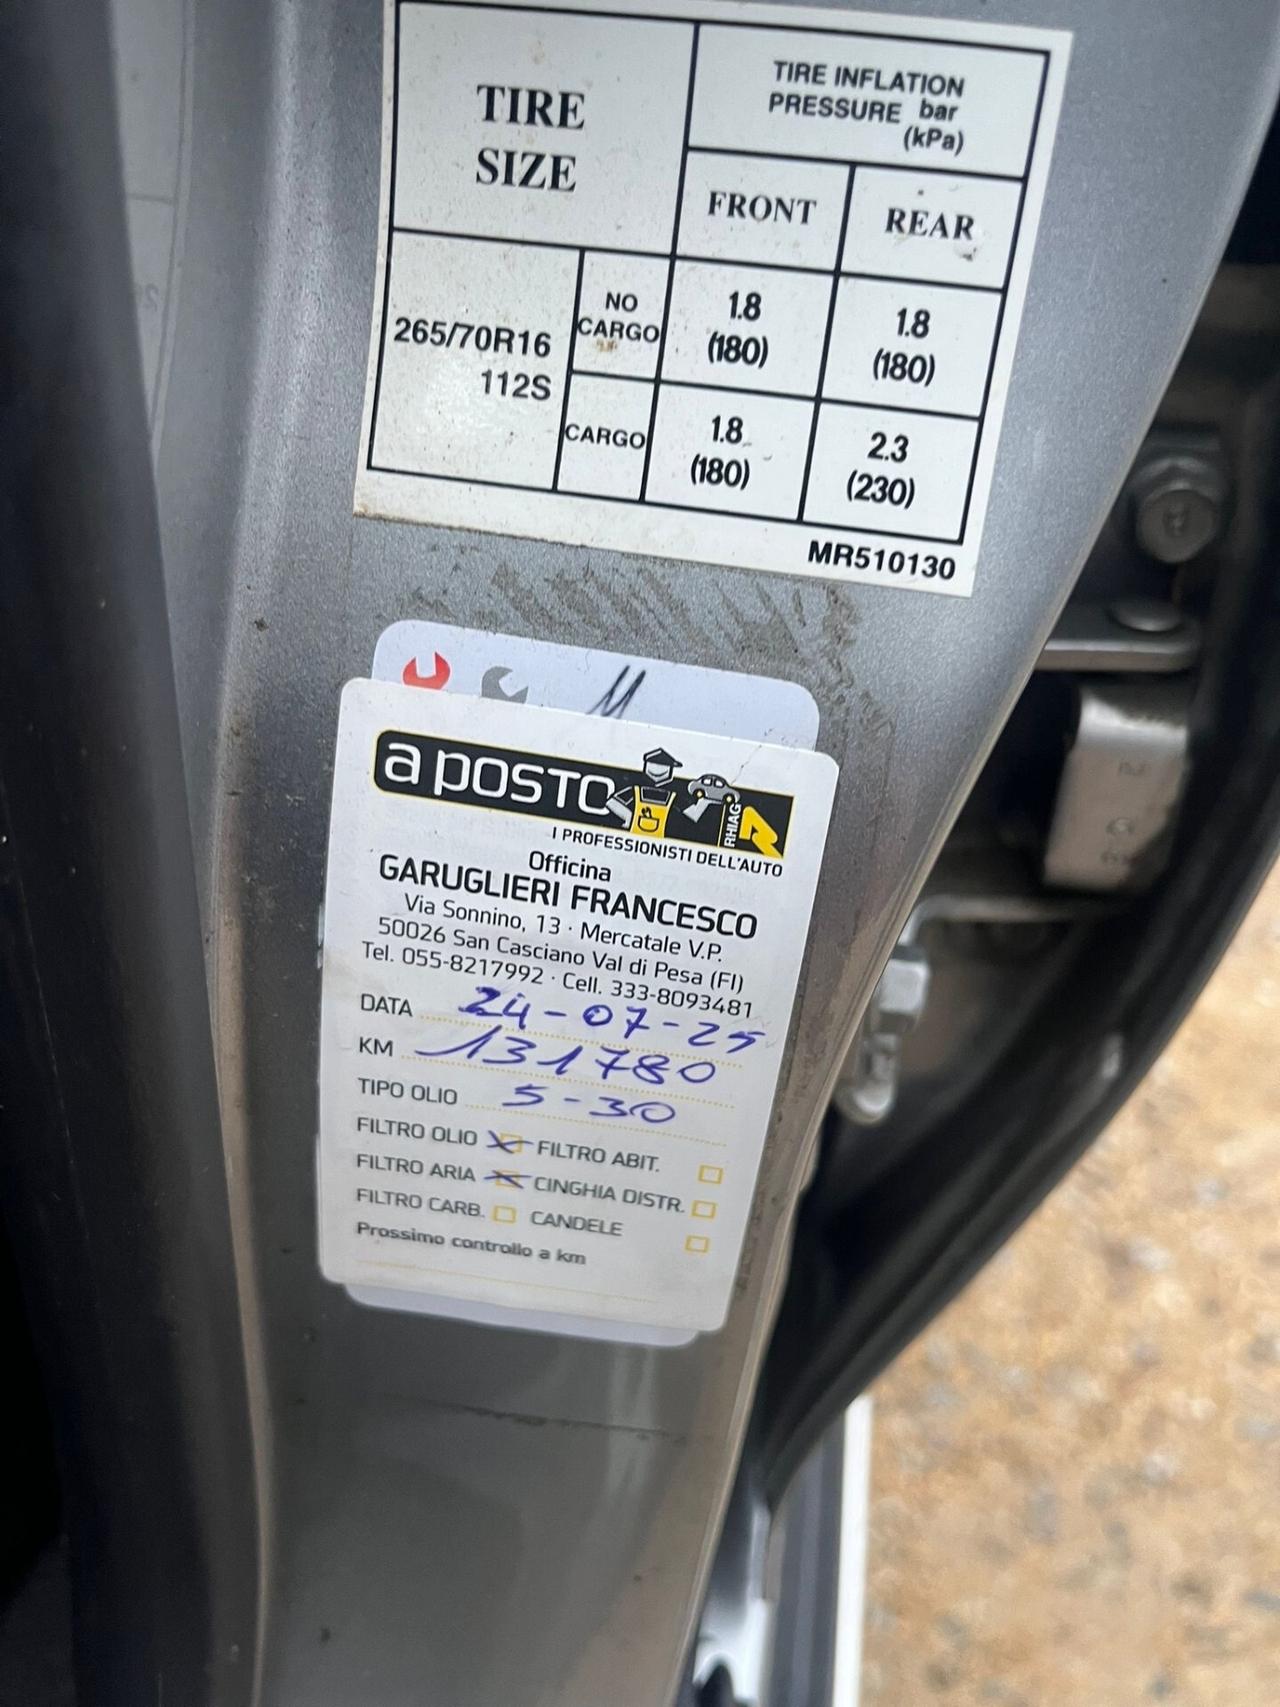 TIRE SIZE
TIRE INFLATION
PRESSURE bar
(kPa)
FRONT REAR
265/70R16
112S
NO CARGO 1.8 (180) 1.8 (180)
CARGO 1.8 (180) 2.3 (230)
MR510130
a POSTO
RHIAG
I PROFESSIONISTI DELL'AUTO
Officina
GARUGLIERI FRANCESCO
Via Sonnino, 13 · Mercatale V.P.
50026 San Casciano Val di Pesa (FI)
Tel. 055-8217992 · Cell. 333-8093481
DATA 24-07-25
KM 131780
TIPO OLIO 5-30
FILTRO OLIO FILTRO ABIT.
FILTRO ARIA CINGHIA DISTR.
FILTRO CARB. CANDELE
Prossimo controllo a km